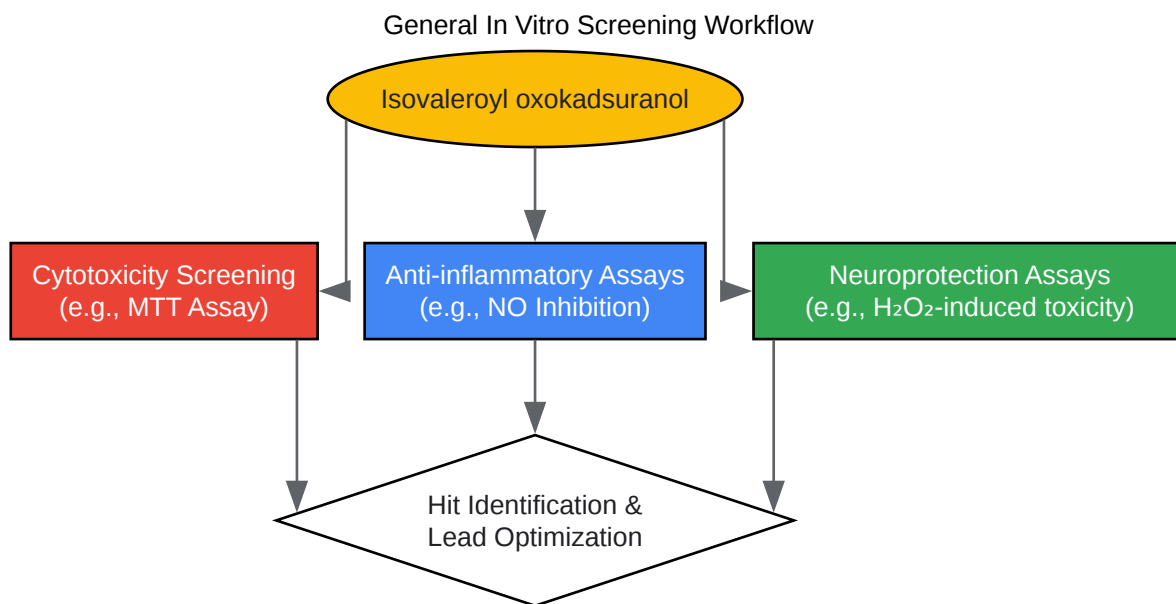 General In Vitro Screening Workflow
Isovaleroyl oxokadsuranol
Cytotoxicity Screening
(e.g., MTT Assay)
Anti-inflammatory Assays
(e.g., NO Inhibition)
Neuroprotection Assays
(e.g., H₂O₂-induced toxicity)
Hit Identification &
Lead Optimization